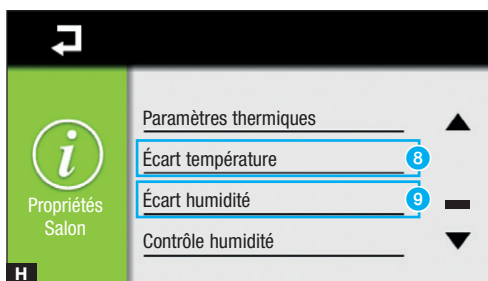 Paramètres thermiques
Écart température
8
Écart humidité
9
Contrôle humidité
i
Propriétés
Salon
H